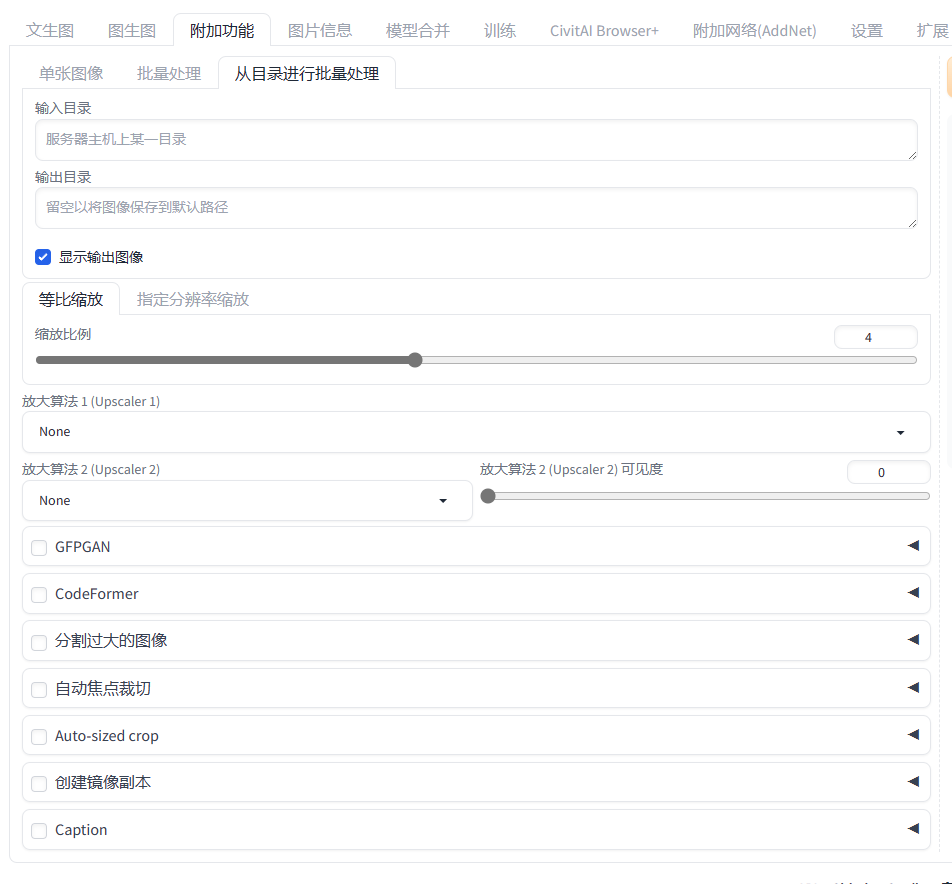 文生图 图生图 附加功能 图片信息 模型合并 训练 CivitAI Browser+ 附加网络(AddNet) 设置 扩展
单张图像 批量处理 从目录进行批量处理
输入目录
服务器主机上某一目录
输出目录
留空以将图像保存到默认路径
显示输出图像
等比缩放 指定分辨率缩放
缩放比例 4
放大算法 1 (Upscaler 1)
None
放大算法 2 (Upscaler 2) 放大算法 2 (Upscaler 2) 可见度 0
None
GFPGAN
CodeFormer
分割过大的图像
自动焦点裁切
Auto-sized crop
创建镜像副本
Caption